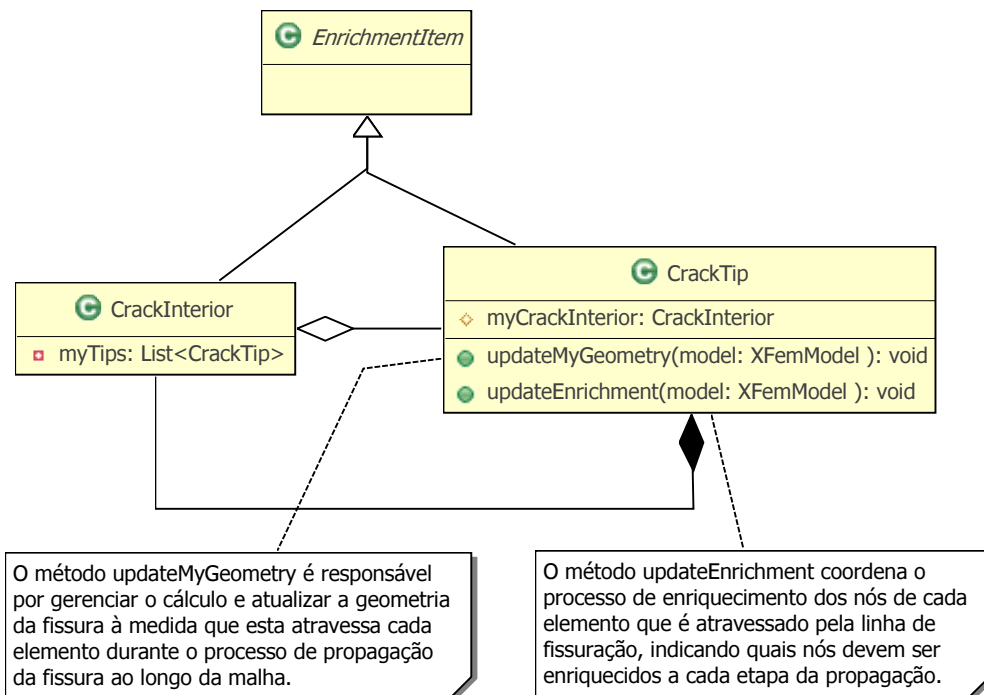 EnrichmentItem
CrackInterior
myTips: List<CrackTip>
CrackTip
myCrackInterior: CrackInterior
updateMyGeometry(model: XFemModel ): void
updateEnrichment(model: XFemModel ): void
O método updateMyGeometry é responsável
por gerenciar o cálculo e atualizar a geometria
da fissura à medida que esta atravessa cada
elemento durante o processo de propagação
da fissura ao longo da malha.
O método updateEnrichment coordena o
processo de enriquecimento dos nós de cada
elemento que é atravessado pela linha de
fissuração, indicando quais nós devem ser
enriquecidos a cada etapa da propagação.